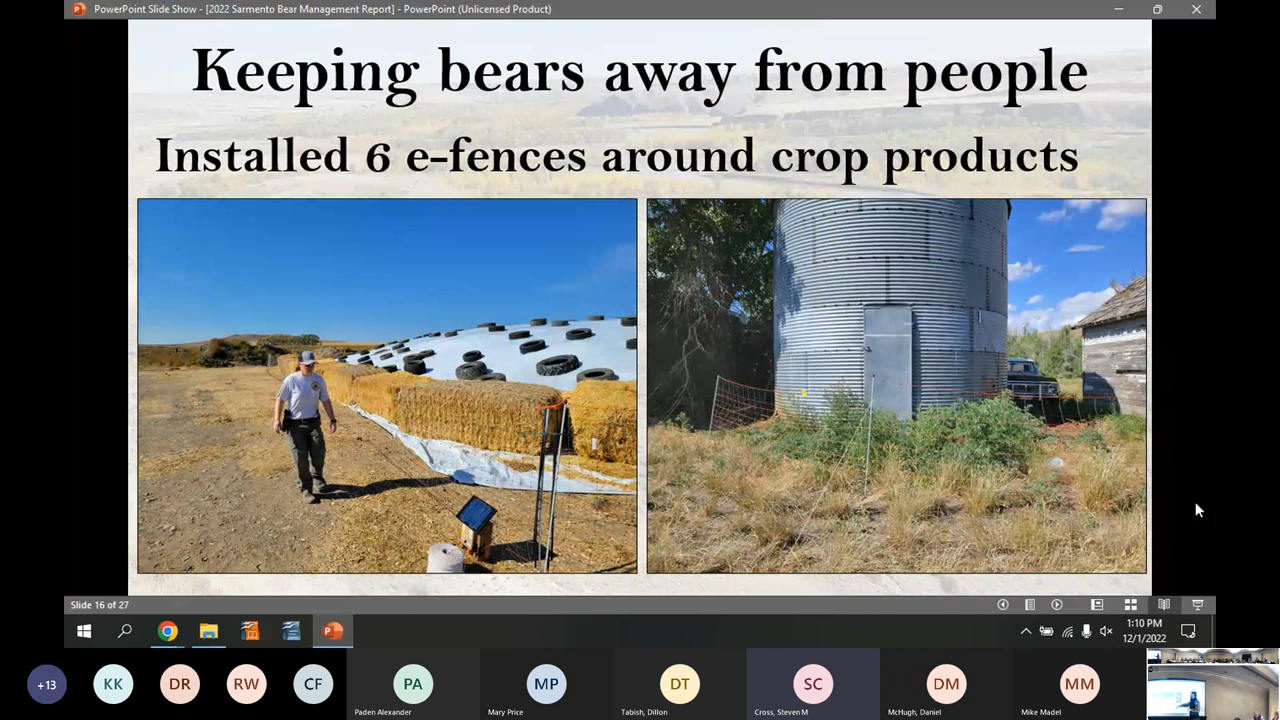 PowerPoint Slide Show - [2022 Sarmento Bear Management Report] - PowerPoint (Unlicensed Product)
Keeping bears away from people
Installed 6 e-fences around crop products
Slide 16 of 27
1:10 PM
12/1/2022
+13
KK
DR
RW
CF
PA
MP
DT
SC
DM
MM
Paden Alexander
Mary Price
Tabish, Dillon
Cross, Steven M
McHugh, Daniel
Mike Madel